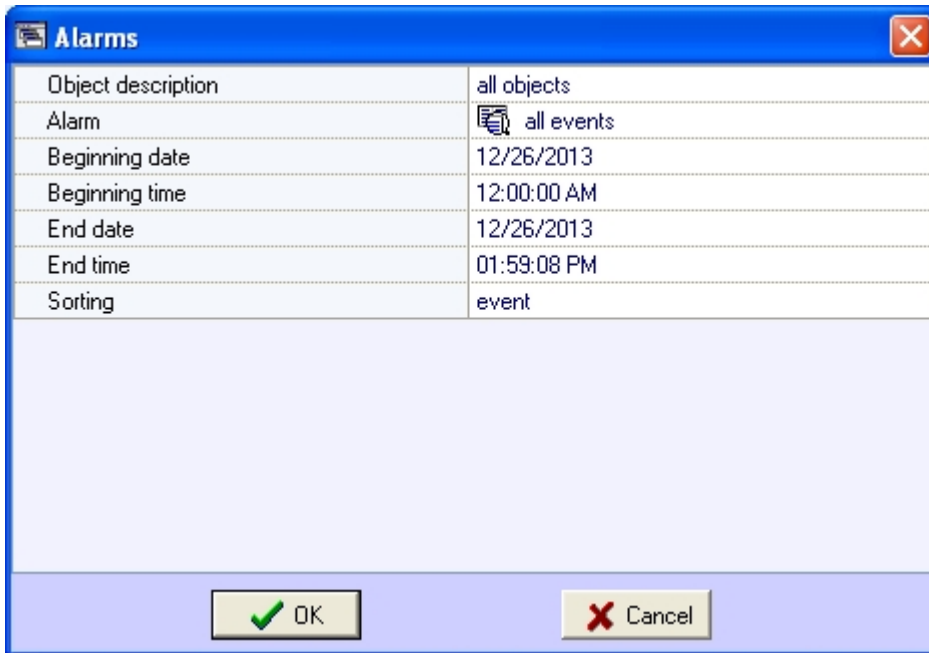 Alarms
Object description all objects
Alarm all events
Beginning date 12/26/2013
Beginning time 12:00:00 AM
End date 12/26/2013
End time 01:59:08 PM
Sorting event
OK Cancel